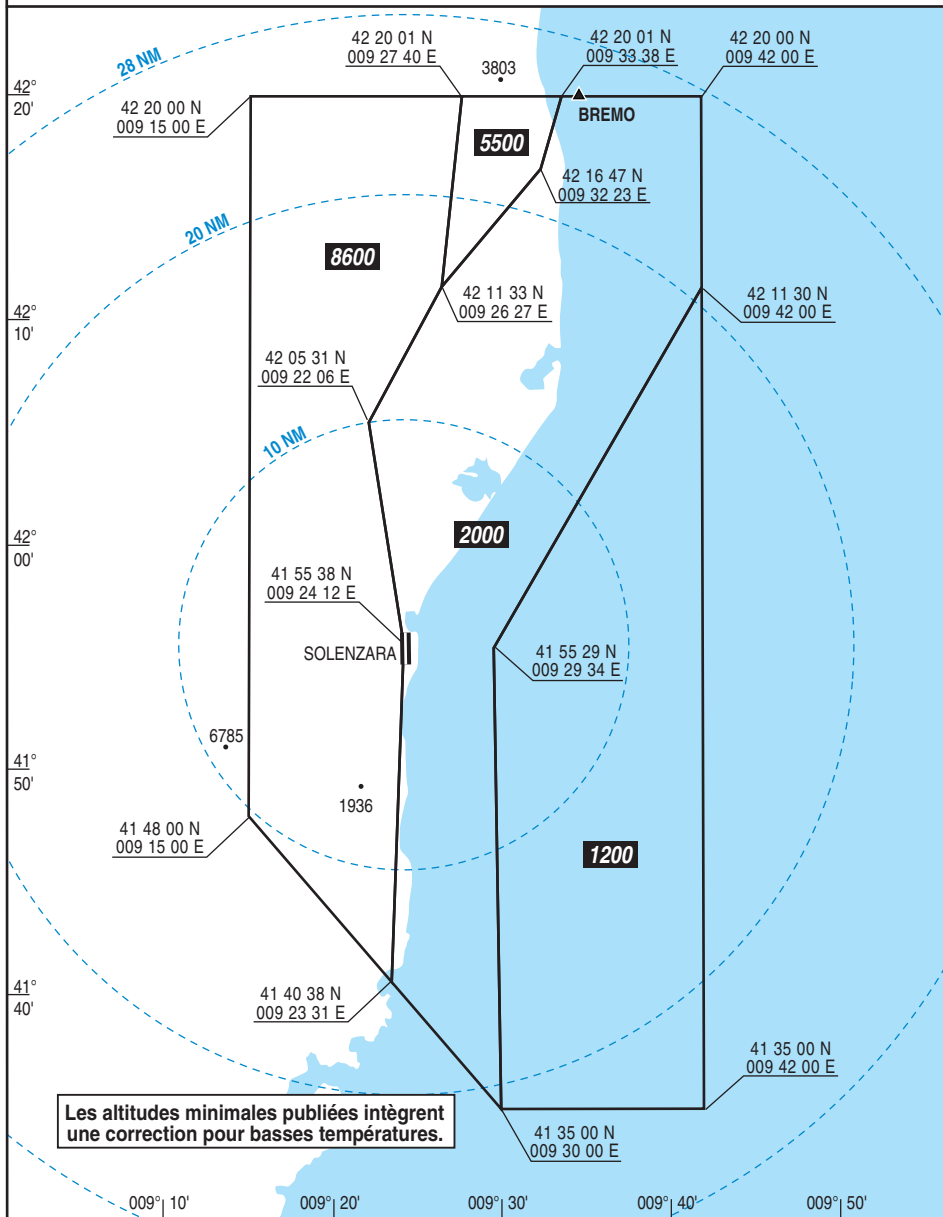 28 NM
42 20 01 N
009 27 40 E
3803
42 20 01 N
009 33 38 E
42 20 00 N
009 42 00 E
42°
20'
42 20 00 N
009 15 00 E
BREMO
5500
42 16 47 N
009 32 23 E
20 NM
8600
42 11 33 N
009 26 27 E
42 11 30 N
009 42 00 E
42°
10'
42 05 31 N
009 22 06 E
10 NM
2000
42°
00'
41 55 38 N
009 24 12 E
SOLENZARA
41 55 29 N
009 29 34 E
6785
41°
50'
1936
41 48 00 N
009 15 00 E
1200
41°
40'
41 40 38 N
009 23 31 E
41 35 00 N
009 42 00 E
Les altitudes minimales publiées intègrent
une correction pour basses températures.
41 35 00 N
009 30 00 E
009° 10' 009° 20' 009° 30' 009° 40' 009° 50'